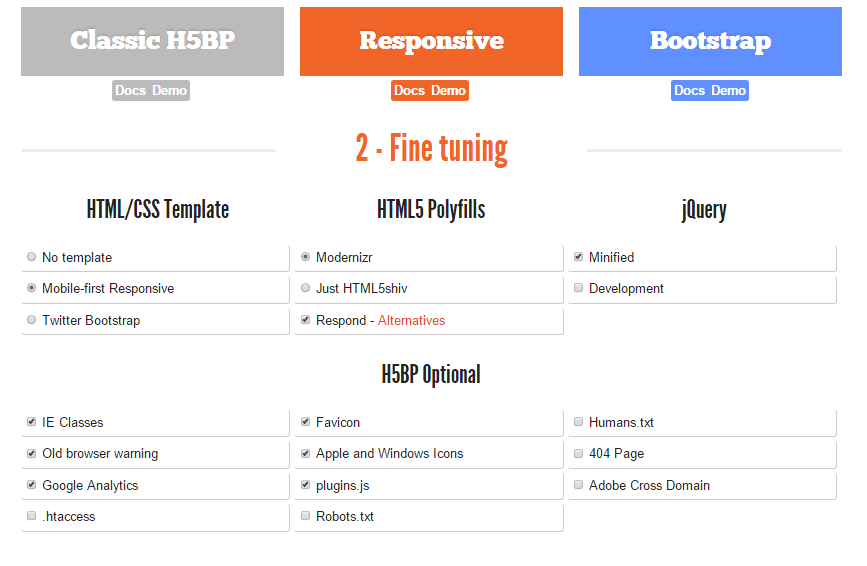 Classic H5BP
Responsive
Bootstrap
Docs Demo
Docs Demo
Docs Demo
2 - Fine tuning
HTML/CSS Template
HTML5 Polyfills
jQuery
No template
Modernizr
Minified
Mobile-first Responsive
Just HTML5shiv
Development
Twitter Bootstrap
Respond - Alternatives
H5BP Optional
IE Classes
Favicon
Humans.txt
Old browser warning
Apple and Windows Icons
404 Page
Google Analytics
plugins.js
Adobe Cross Domain
.htaccess
Robots.txt